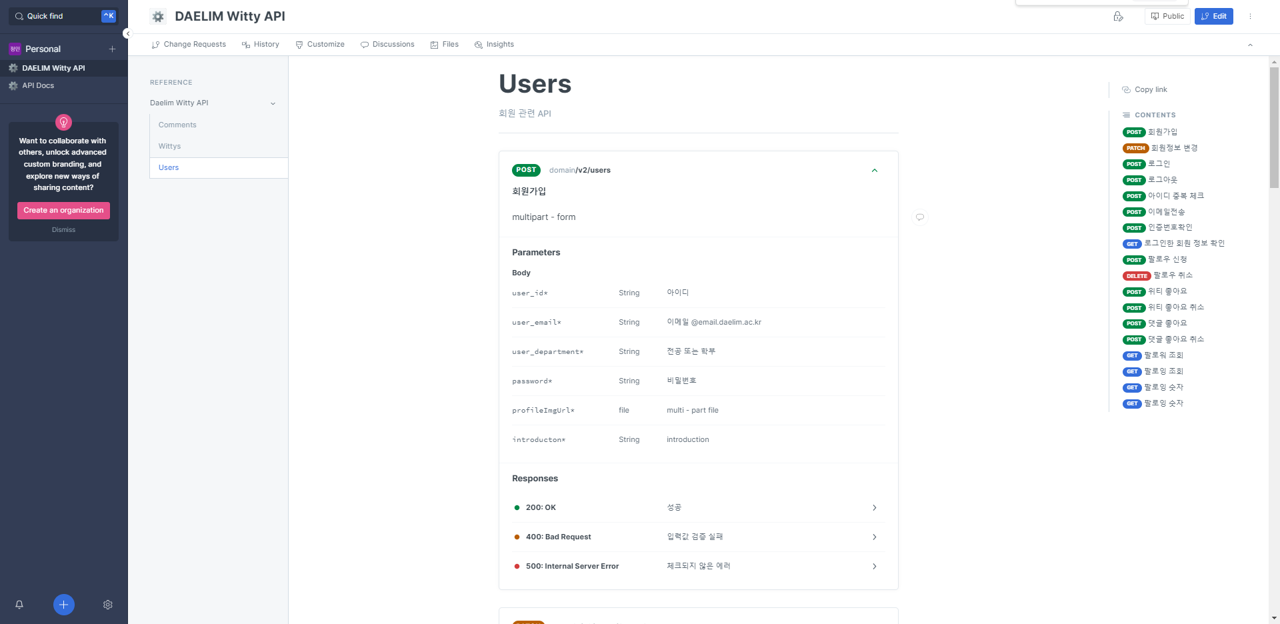 Quick find
^K
DAELIM Witty API
Public
Edit
Personal
Change Requests
History
Customize
Discussions
Files
Insights
DAELIM Witty API
API Docs
Want to collaborate with
others, unlock advanced
custom branding, and
explore new ways of
sharing content?
Create an organization
Dismiss
REFERENCE
Daelim Witty API
Comments
Wittys
Users
Users
회원 관련 API
POST domain/v2/users
회원가입
multipart - form
Parameters
Body
user_id* String 아이디
user_email* String 이메일 @email.daelim.ac.kr
user_department* String 전공 또는 학부
password* String 비밀번호
profileImgUrl* file multi - part file
introducton* String introduction
Responses
200: OK 성공
400: Bad Request 입력값 검증 실패
500: Internal Server Error 체크되지 않은 에러
Copy link
CONTENTS
POST 회원가입
PATCH 회원정보 변경
POST 로그인
POST 로그아웃
POST 아이디 중복 체크
POST 이메일전송
POST 인증번호확인
GET 로그인한 회원 정보 확인
POST 팔로우 신청
DELETE 팔로우 취소
POST 위티 좋아요
POST 위티 좋아요 취소
POST 댓글 좋아요
POST 댓글 좋아요 취소
GET 팔로워 조회
GET 팔로잉 조회
GET 팔로잉 숫자
GET 팔로잉 숫자